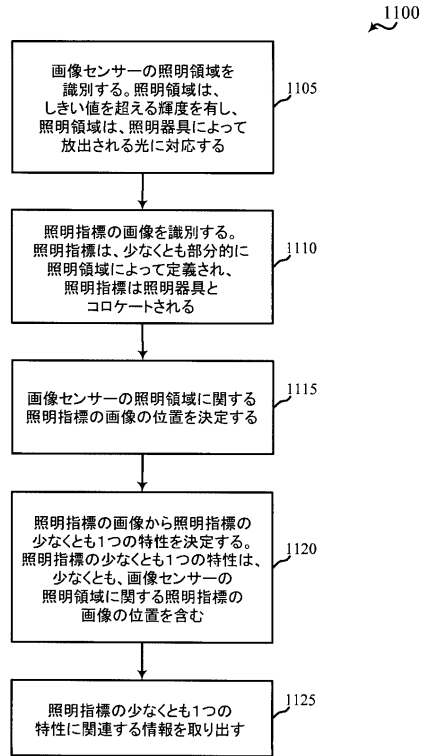 1100
画像センサーの照明領域を
識別する。照明領域は、
しきい値を超える輝度を有し、
照明領域は、照明器具によって
放出される光に対応する
1105
照明指標の画像を識別する。
照明指標は、少なくとも部分的に
照明領域によって定義され、
照明指標は照明器具と
コロケートされる
1110
画像センサーの照明領域に関する
照明指標の画像の位置を決定する
1115
照明指標の画像から照明指標の
少なくとも1つの特性を決定する。
照明指標の少なくとも1つの特性は、
少なくとも、画像センサーの
照明領域に関する照明指標の
画像の位置を含む
1120
照明指標の少なくとも1つの
特性に関連する情報を取り出す
1125